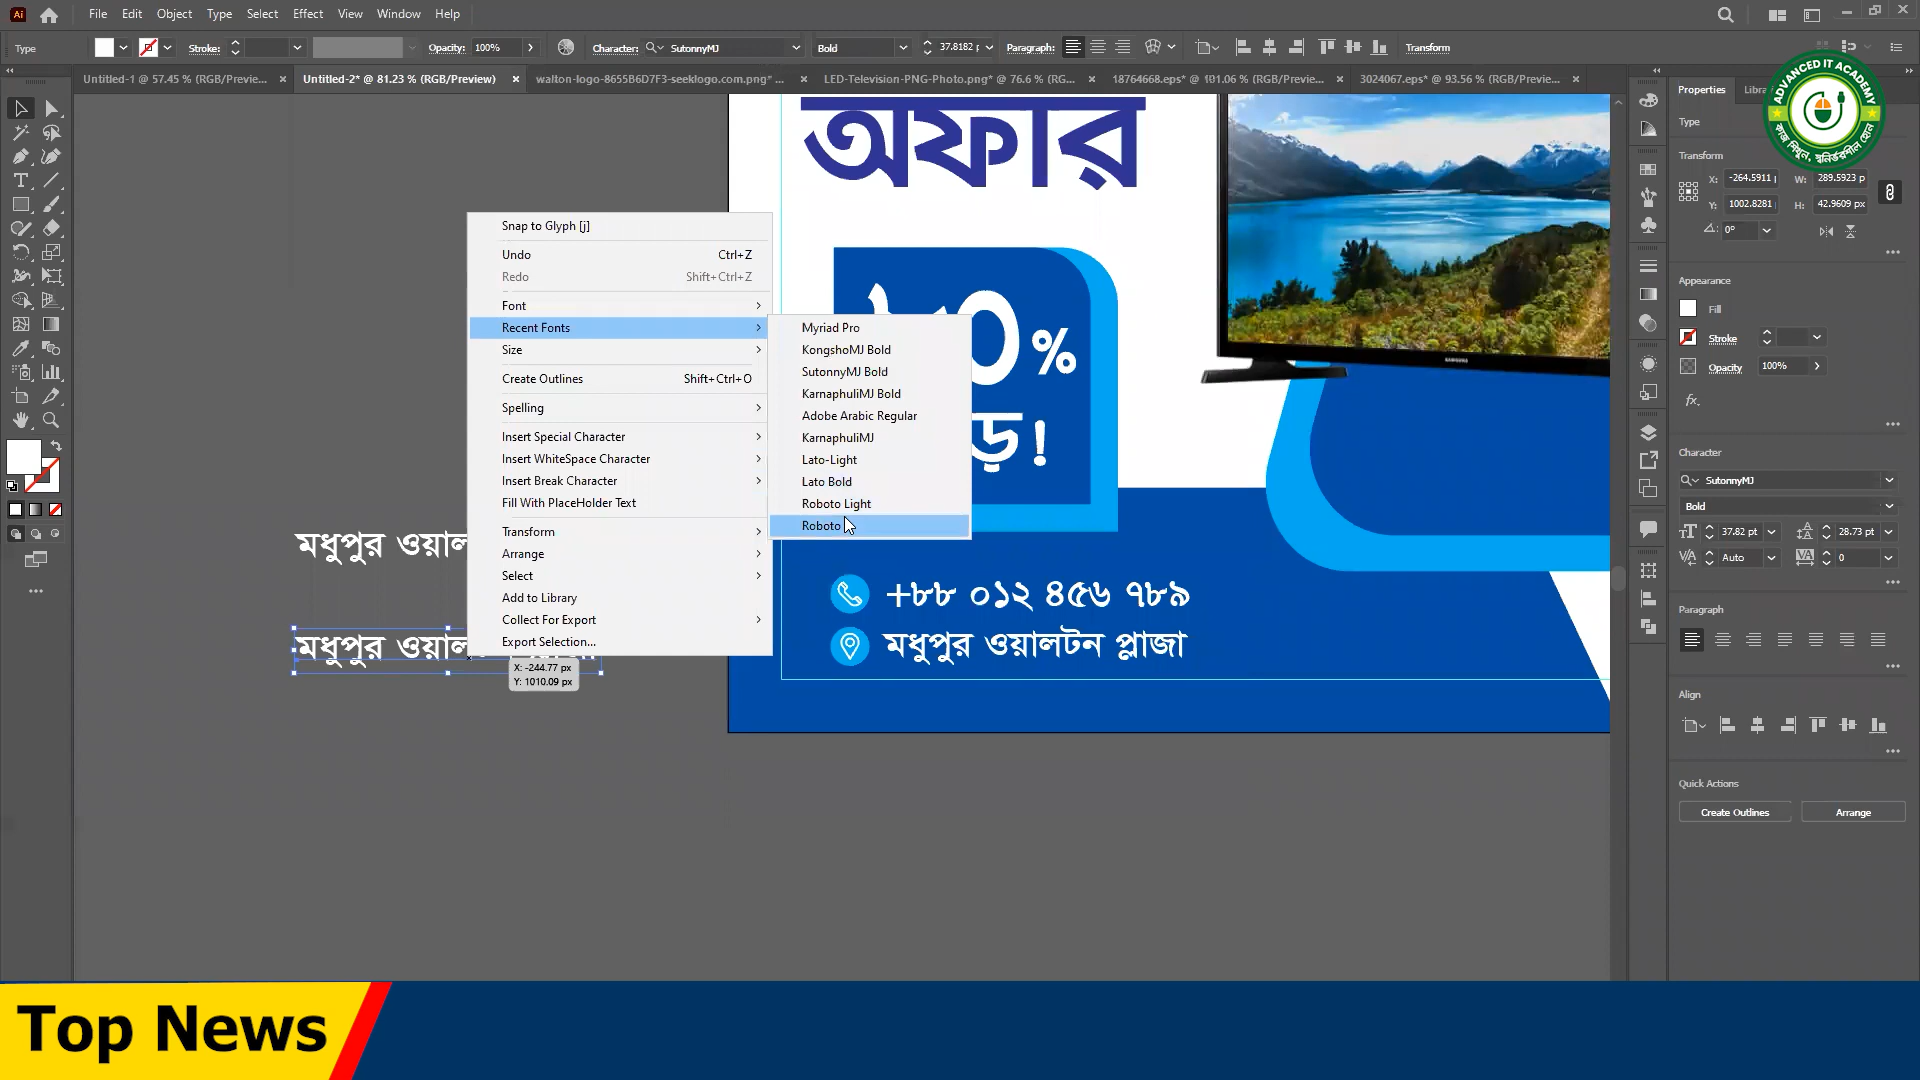 File Edit Object Type Select Effect View Window Help
Type Stroke: Opacity: 100% Character: SutonnyMJ Bold 37.8182 Paragraph: Transform
Untitled-1 @ 57.45 % (RGB/Previe...
Untitled-2* @ 81.23 % (RGB/Preview)
walton-logo-8655B6D7F3-seeklogo.com.png* ...
LED-Television-PNG-Photo.png* @ 76.6 % (RG...
18764668.eps* @ 181.06 % (RGB/Previe...
3024067.eps* @ 93.56 % (RGB/Previe...
ADVANCED IT ACADEMY
কাজ শিখুন, স্বনির্ভরশীল হোন
অফার
%
ড়!
+৮৮ ০১২ ৪৫৬ ৭৮৯
মধুপুর ওয়ালটন প্লাজা
SAMSUNG
মধুপুর ওয়াল
মধুপুর ওয়াল
Snap to Glyph [j]
Undo Ctrl+Z
Redo Shift+Ctrl+Z
Font
Recent Fonts
Size
Create Outlines Shift+Ctrl+O
Spelling
Insert Special Character
Insert WhiteSpace Character
Insert Break Character
Fill With PlaceHolder Text
Transform
Arrange
Select
Add to Library
Collect For Export
Export Selection...
Myriad Pro
KongshoMJ Bold
SutonnyMJ Bold
KarnaphuliMJ Bold
Adobe Arabic Regular
KarnaphuliMJ
Lato-Light
Lato Bold
Roboto Light
Roboto
X: -244.77 px
Y: 1010.09 px
Properties
Type
Transform
X: -264.5911 W: 289.5923 p
Y: 1002.8281 H: 42.9609 px
0°
Appearance
Fill
Stroke
Opacity 100%
fx.
Character
SutonnyMJ
Bold
37.82 pt 28.73 pt
Auto 0
Paragraph
Align
Quick Actions
Create Outlines Arrange
Top News